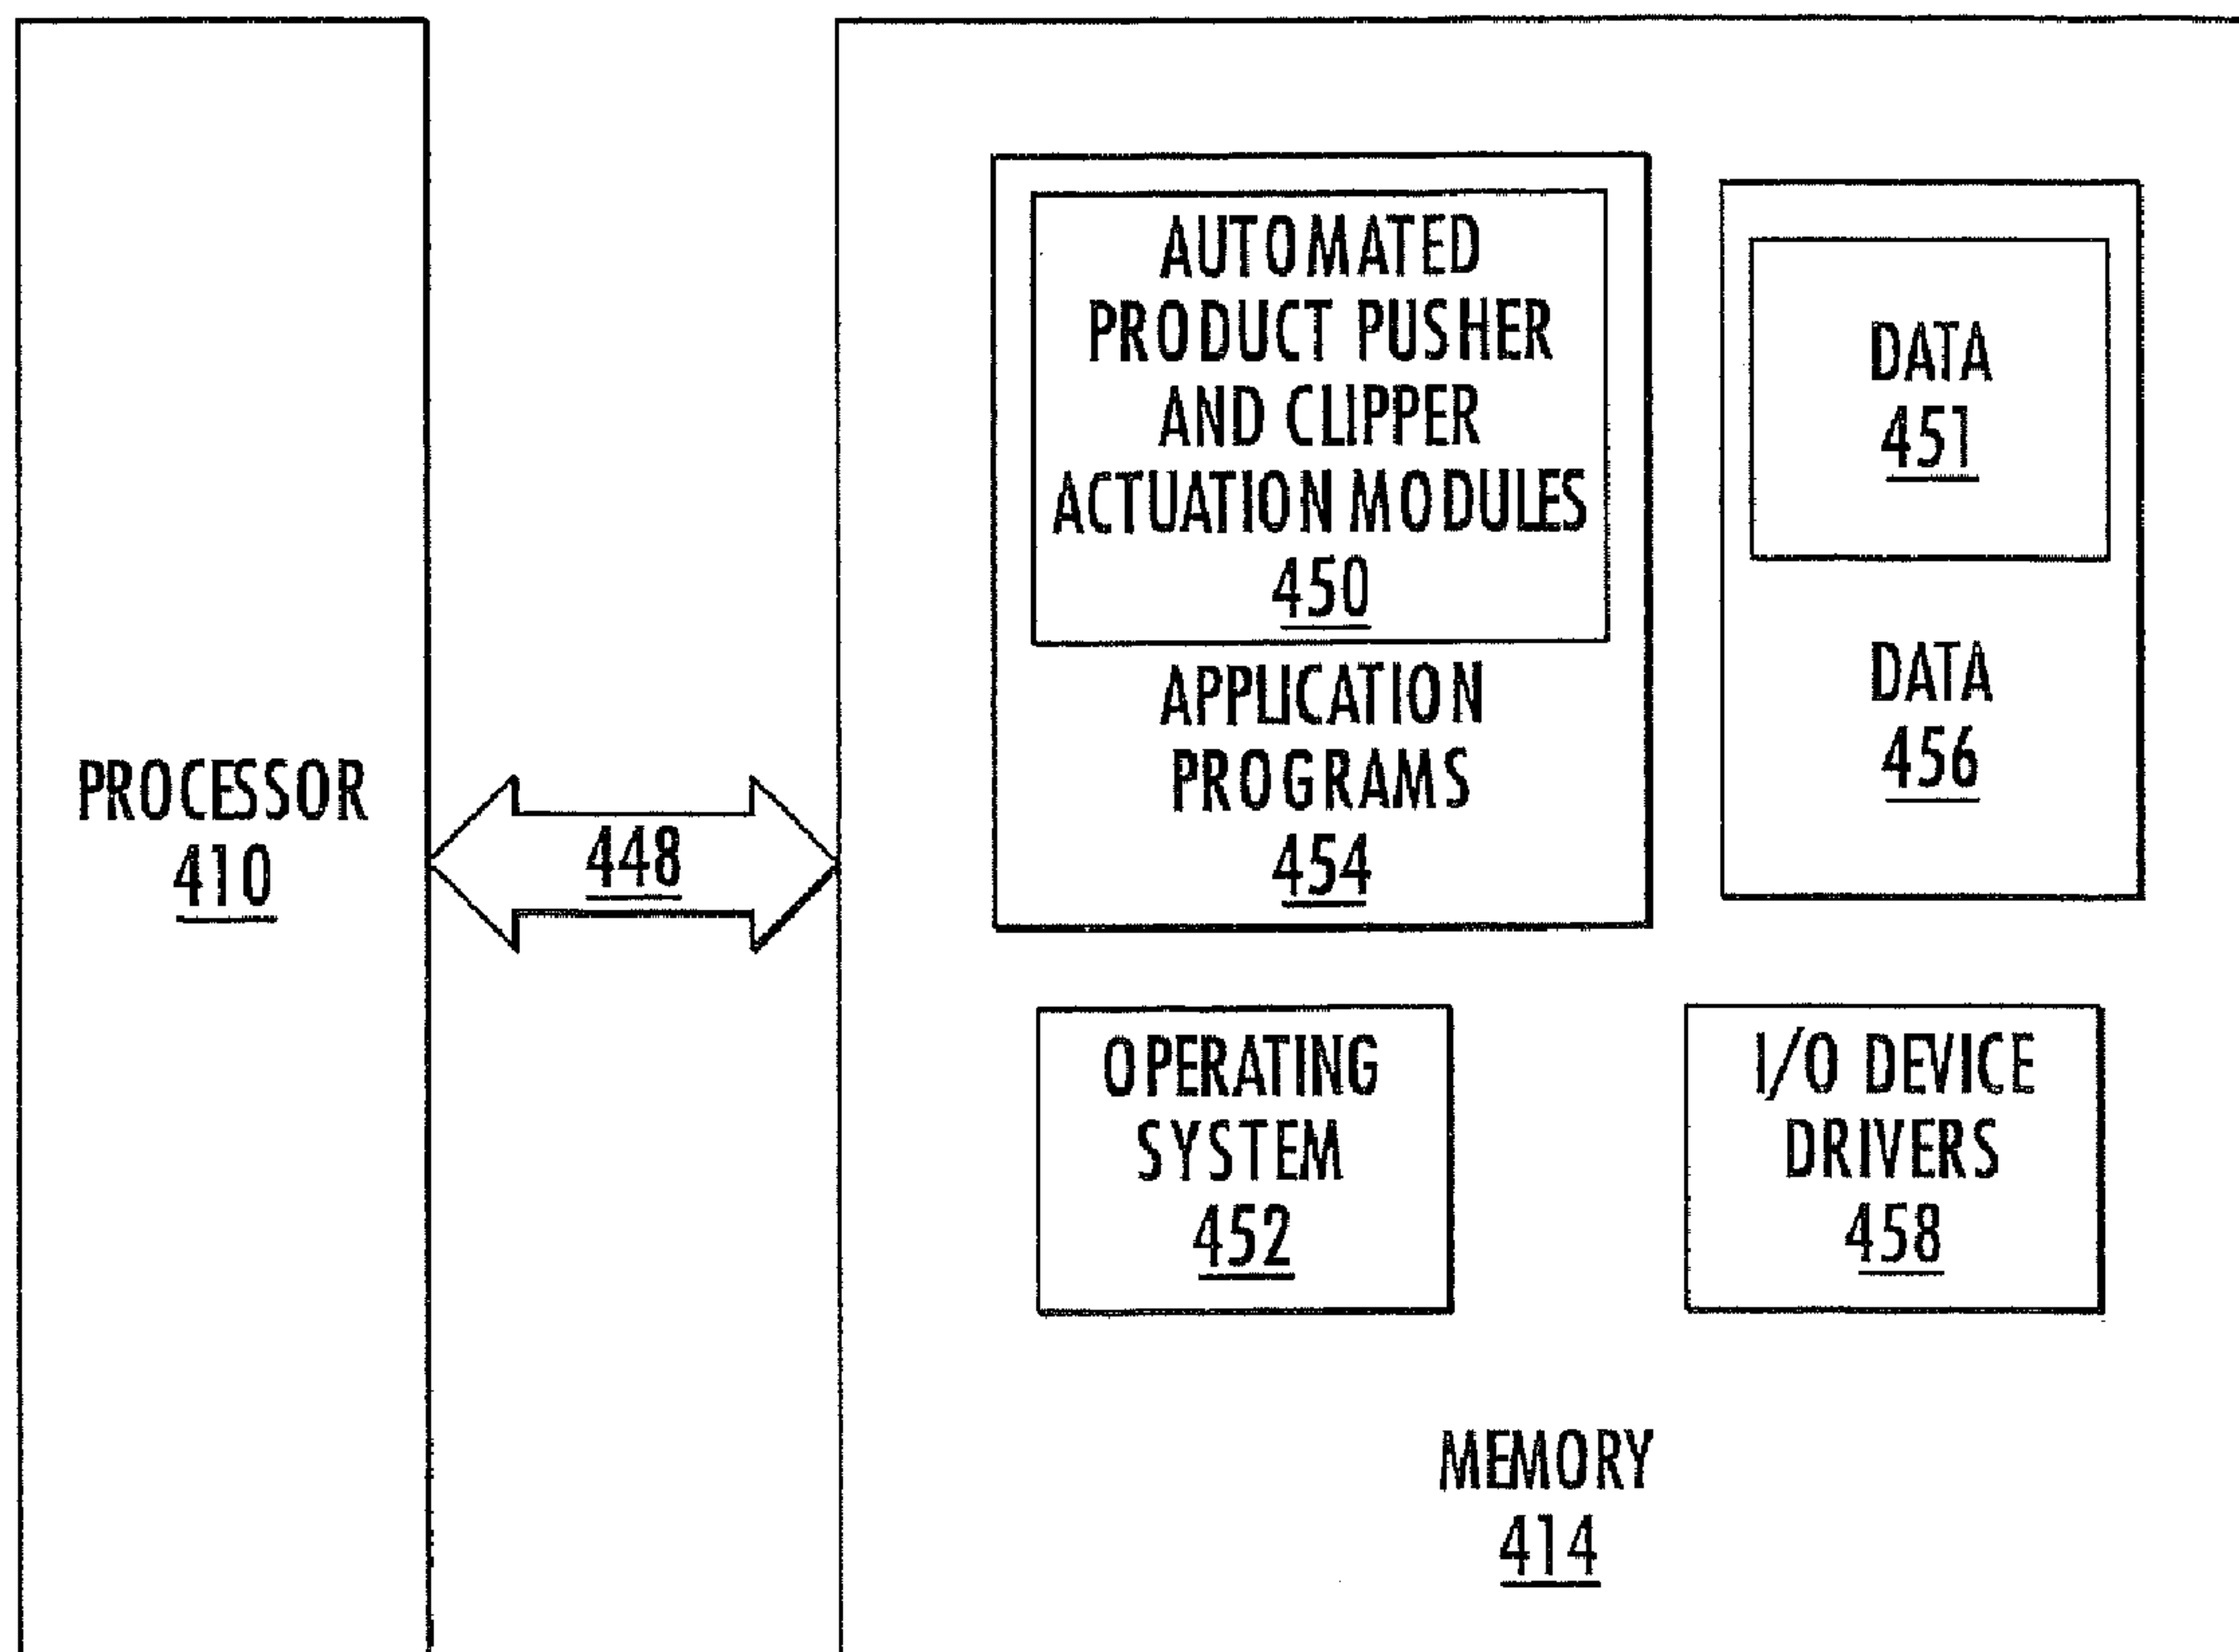 PROCESSOR
410
448
AUTOMATED
PRODUCT PUSHER
AND CLIPPER
ACTUATION MODULES
450
APPLICATION
PROGRAMS
454
DATA
451
DATA
456
OPERATING
SYSTEM
452
I/O DEVICE
DRIVERS
458
MEMORY
414